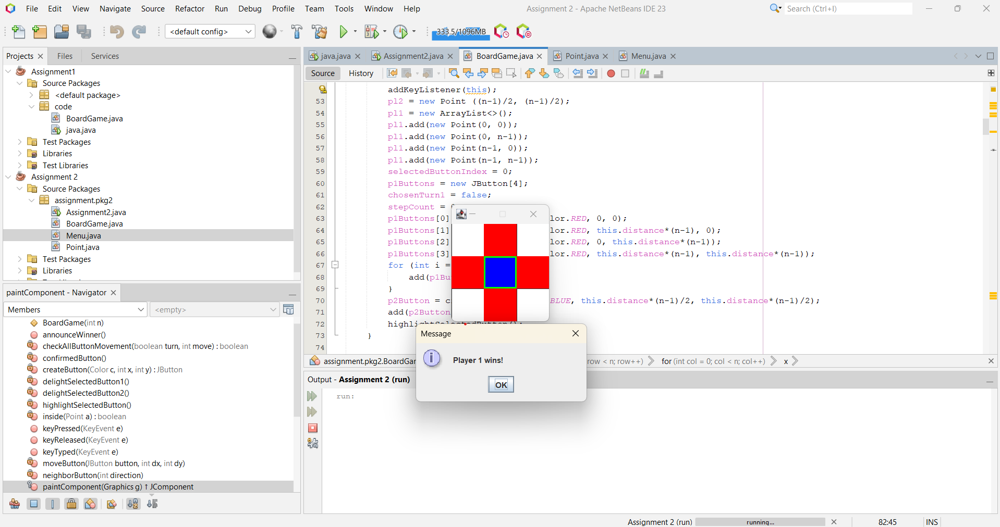 File Edit View Navigate Source Refactor Run Debug Profile Team Tools Window Help
Assignment 2 - Apache NetBeans IDE 23
Search (Ctrl+I)
<default config>
333.5/1096MB
Projects Files Services
Assignment1
Source Packages
<default package>
code
BoardGame.java
java.java
Test Packages
Libraries
Test Libraries
Assignment 2
Source Packages
assignment.pkg2
Assignment2.java
BoardGame.java
Menu.java
Point.java
Test Packages
Libraries
paintComponent - Navigator
Members
<empty>
BoardGame(int n)
announceWinner()
checkAllButtonMovement(boolean turn, int move) : boolean
confirmedButton()
createButton(Color c, int x, int y) : JButton
delightSelectedButton1()
delightSelectedButton2()
highlightSelectedButton()
inside(Point a) : boolean
keyPressed(KeyEvent e)
keyReleased(KeyEvent e)
keyTyped(KeyEvent e)
moveButton(JButton button, int dx, int dy)
neighborButton(int direction)
paintComponent(Graphics g) ↑ JComponent
java.java Assignment2.java BoardGame.java Point.java Menu.java
Source History
addKeyListener(this);
53 pl2 = new Point ((n-1)/2, (n-1)/2);
54 pl1 = new ArrayList<>();
55 pl1.add(new Point(0, 0));
56 pl1.add(new Point(0, n-1));
57 pl1.add(new Point(n-1, 0));
58 pl1.add(new Point(n-1, n-1));
59 selectedButtonIndex = 0;
60 p1Buttons = new JButton[4];
61 chosenTurn1 = false;
62 stepCount =
63 p1Buttons[0] lor.RED, 0, 0);
64 p1Buttons[1] lor.RED, this.distance*(n-1), 0);
65 p1Buttons[2] lor.RED, 0, this.distance*(n-1));
66 p1Buttons[3] lor.RED, this.distance*(n-1), this.distance*(n-1));
67 for (int i =
68 add(p1Bu
69 }
70 p2Button = c BLUE, this.distance*(n-1)/2, this.distance*(n-1)/2);
71 add(p2Button
72 highlightSelectedButton();
73 }
74
Message
Player 1 wins!
OK
assignment.pkg2.BoardGar row < n; row++) for (int col = 0; col < n; col++) x
Output - Assignment 2 (run)
run:
Assignment 2 (run) running... 82:45 INS